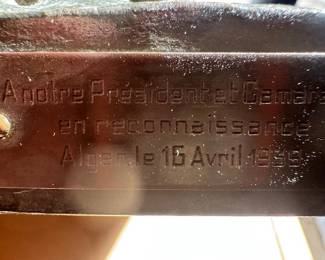 A notre Président et Camara
en reconnaissance
Alger, le 16 Avril